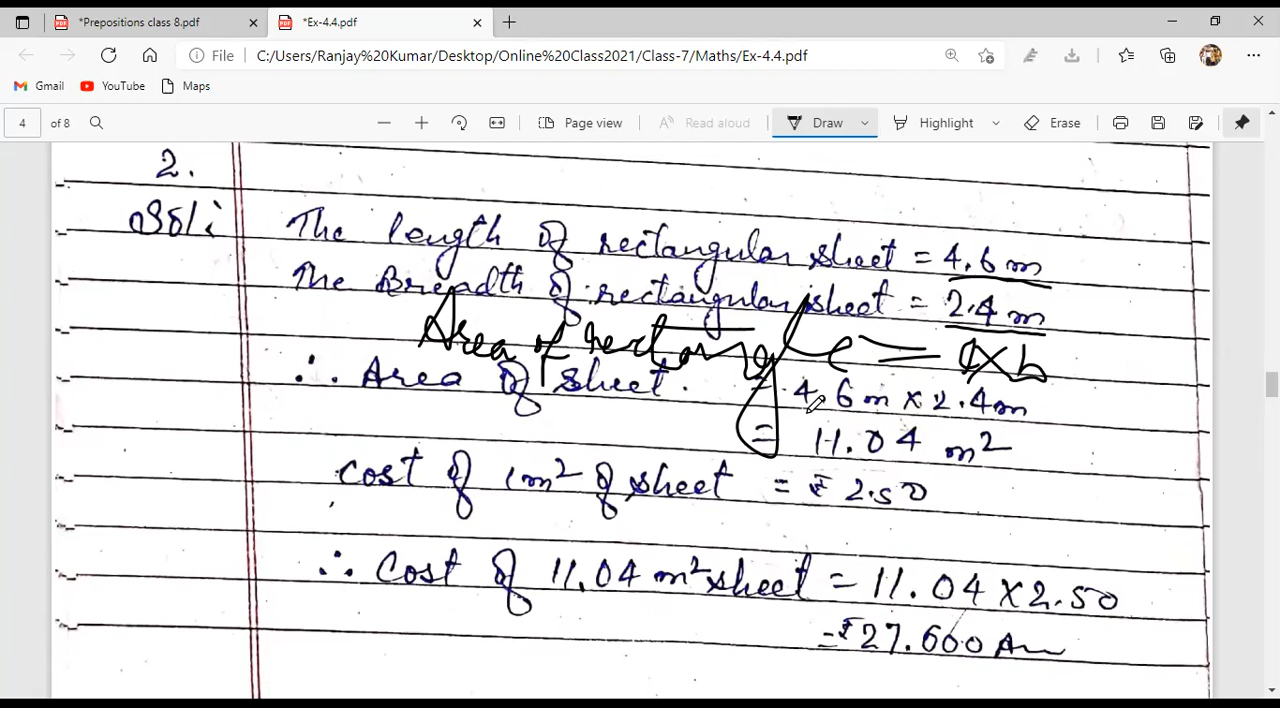 *Prepositions class 8.pdf
*Ex-4.4.pdf
File C:/Users/Ranjay%20Kumar/Desktop/Online%20Class2021/Class-7/Maths/Ex-4.4.pdf
Gmail YouTube Maps
4 of 8 Page view Read aloud Draw Highlight Erase
2.
Sol:
The length of rectangular sheet = 4.6 m
The Breadth of rectangular sheet = 2.4 m
Area of rectangle = l×b
∴ Area of sheet. = 4.6 m × 2.4 m
= 11.04 m²
cost of 1m² of sheet = ₹ 2.50
∴ Cost of 11.04 m² sheet = 11.04 × 2.50
= ₹27.600 An